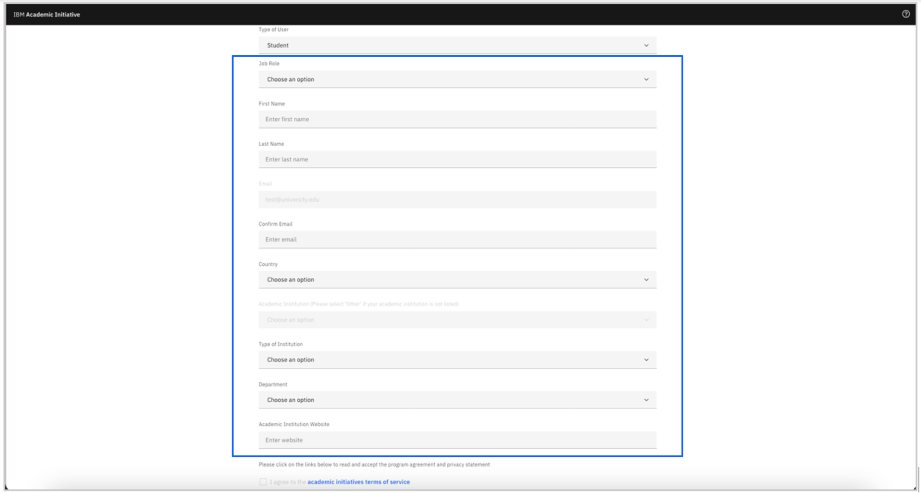 IBM Academic Initiative
Type of User
Student
Job Role
Choose an option
First Name
Enter first name
Last Name
Enter last name
Email
test@university.edu
Confirm Email
Enter email
Country
Choose an option
Academic Institution (Please select 'Other' if your academic institution is not listed)
Choose an option
Type of Institution
Choose an option
Department
Choose an option
Academic Institution Website
Enter website
Please click on the links below to read and accept the program agreement and privacy statement
I agree to the academic initiatives terms of service